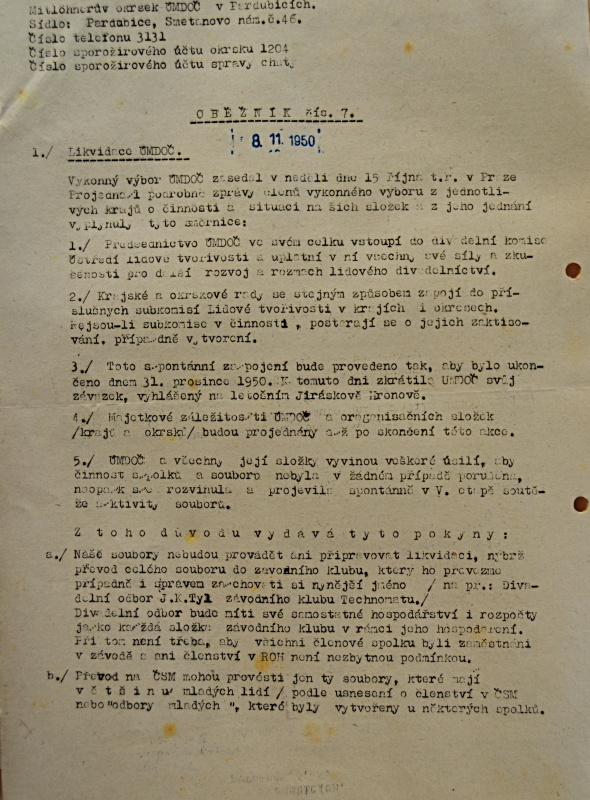 Mitlöhnerův okrsek ÚMDOČ v Pardubicích.
Sídlo: Pardubice, Smetanovo nám.č.46.
Číslo telefonu 3131
Číslo sporožirového účtu okrsku 1204
Číslo sporožirového účtu správy chaty
O B Ě Ž N Í K čís. 7.
8. 11. 1950
1./ Likvidace ÚMDOČ.
Výkonný výbor ÚMDOČ zasedal v neděli dne 15 října t.r. v Praze
Projednal podrobné zprávy členů výkonného výboru z jednotli-
vých krajů o činnosti a situaci našich složek a z jeho jednání
vyplynuly tyto směrnice:
1./ Předsednictvo ÚMDOČ ve svém celku vstoupí do divadelní komise
Ústředí lidové tvořivosti a uplatní v ní všechny své síly a zku-
šenosti pro další rozvoj a rozmach lidového divadelnictví.
2./ Krajské a okrskové rady se stejným způsobem zapojí do pří-
slušných subkomisí Lidové tvořivosti v krajích i okresech.
Nejsou-li subkomise v činnosti , postarají se o jejich zaktiso-
vání, případně vytvoření.
3./ Toto spontánní zapojení bude provedeno tak, aby bylo ukon-
čeno dnem 31. prosince 1950. K tomuto dni zkrátilo ÚMDOČ svůj
závazek, vyhlášený na letočním Jiráskově Hronově.
4./ Majetkové záležitosti ÚMDOČ a oragonisačních složek
/krajů a okrsků/ budou projednány až po skončení této akce.
5./ ÚMDOČ a všechny její složky vyvinou veškeré úsilí, aby
činnost spolků a souborů nebyla v žádném případě porušena,
naopak se rozvinula a projevila spontánně v V. etapě soutě-
že aktivity souborů.
Z toho důvodu vydává tyto pokyny :
a./ Naše soubory nebudou provádět ani připravovat likvidaci, nýbrž
převod celého souboru do závodního klubu, který ho převezme
případně i správem zachovati si nynější jméno / na př.: Diva-
delní odbor J.K.Tyl závodního klubu Technomatu./
Divadelní odbor bude míti své samostatné hospodářství i rozpočty
jako každá složka závodního klubu v rámci jeho hospodaření.
Při tom není třeba, aby všichni členové spolku byli zaměstnáni
v závodě a ani členství v ROH není nezbytnou podmínkou.
b./ Převod na ČSM mohou provésti jen ty soubory, které mají
v ě t š i n u mladých lidí / podle usnesení o členství v ČSM
nebo "odbory mladých ", které byly vytvořeny u některých spolků.